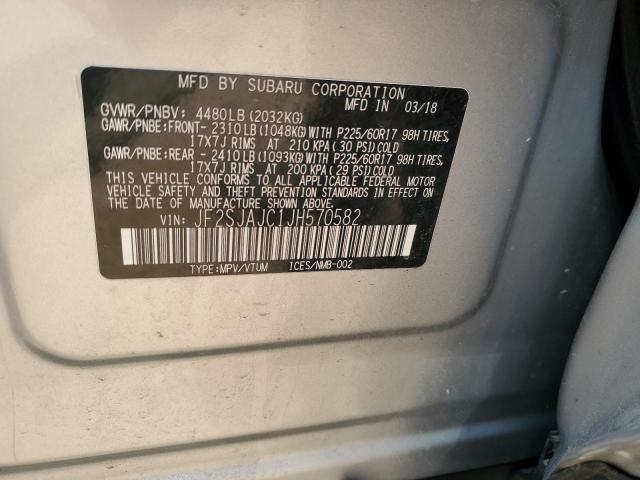 MFD BY SUBARU CORPORATION
MFD IN 03/18
GVWR/PNBV: 4480LB (2032KG)
GAWR/PNBE:FRONT- 2310LB(1048KG)WITH P225/60R17 98H TIRES,
17X7J RIMS AT 210 KPA (30 PSI)COLD
GAWR/PNBE:REAR - 2410LB(1093KG)WITH P225/60R17 98H TIRES,
17X7J RIMS AT 200 KPA (29 PSI)COLD
THIS VEHICLE CONFORMS TO ALL APPLICABLE FEDERAL MOTOR
VEHICLE SAFETY AND THEFT PREVENTION STANDARDS IN EFFECT ON
THE DATE OF MANUFACTURE SHOWN ABOVE.
VIN: JF2SJAJC1JH570582
TYPE:MPV/VTUM ICES/NMB-002